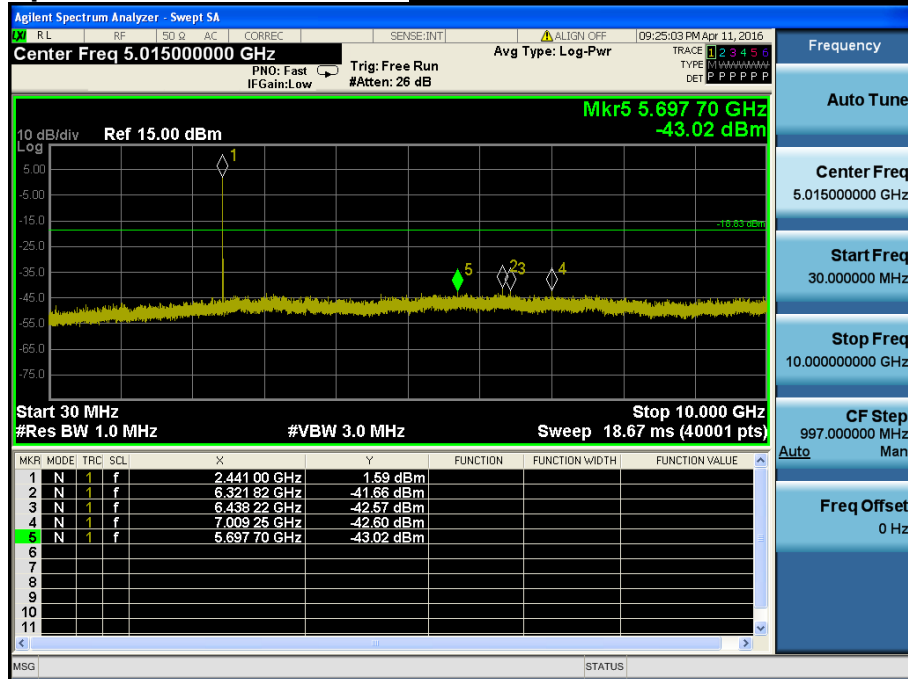 Agilent Spectrum Analyzer - Swept SA
LXI RL RF 50 Ω AC CORREC SENSE:INT ALIGN OFF 09:25:03 PM Apr 11, 2016
Center Freq 5.015000000 GHz Avg Type: Log-Pwr TRACE 1 2 3 4 5 6
PNO: Fast Trig: Free Run TYPE M W W W W W
IFGain:Low #Atten: 26 dB DET P P P P P P
Mkr5 5.697 70 GHz
-43.02 dBm
10 dB/div Ref 15.00 dBm
Log
1
5.00
-5.00
-15.0
-18.63 dBm
-25.0
5 2 3 4
-35.0
-45.0
-55.0
-65.0
-75.0
Start 30 MHz Stop 10.000 GHz
#Res BW 1.0 MHz #VBW 3.0 MHz Sweep 18.67 ms (40001 pts)
MKR MODE TRC SCL X Y FUNCTION FUNCTION WIDTH FUNCTION VALUE
1 N 1 f 2.441 00 GHz 1.59 dBm
2 N 1 f 6.321 82 GHz -41.66 dBm
3 N 1 f 6.438 22 GHz -42.57 dBm
4 N 1 f 7.009 25 GHz -42.60 dBm
5 N 1 f 5.697 70 GHz -43.02 dBm
6
7
8
9
10
11
MSG STATUS
Frequency
Auto Tune
Center Freq
5.015000000 GHz
Start Freq
30.000000 MHz
Stop Freq
10.000000000 GHz
CF Step
997.000000 MHz
Auto Man
Freq Offset
0 Hz